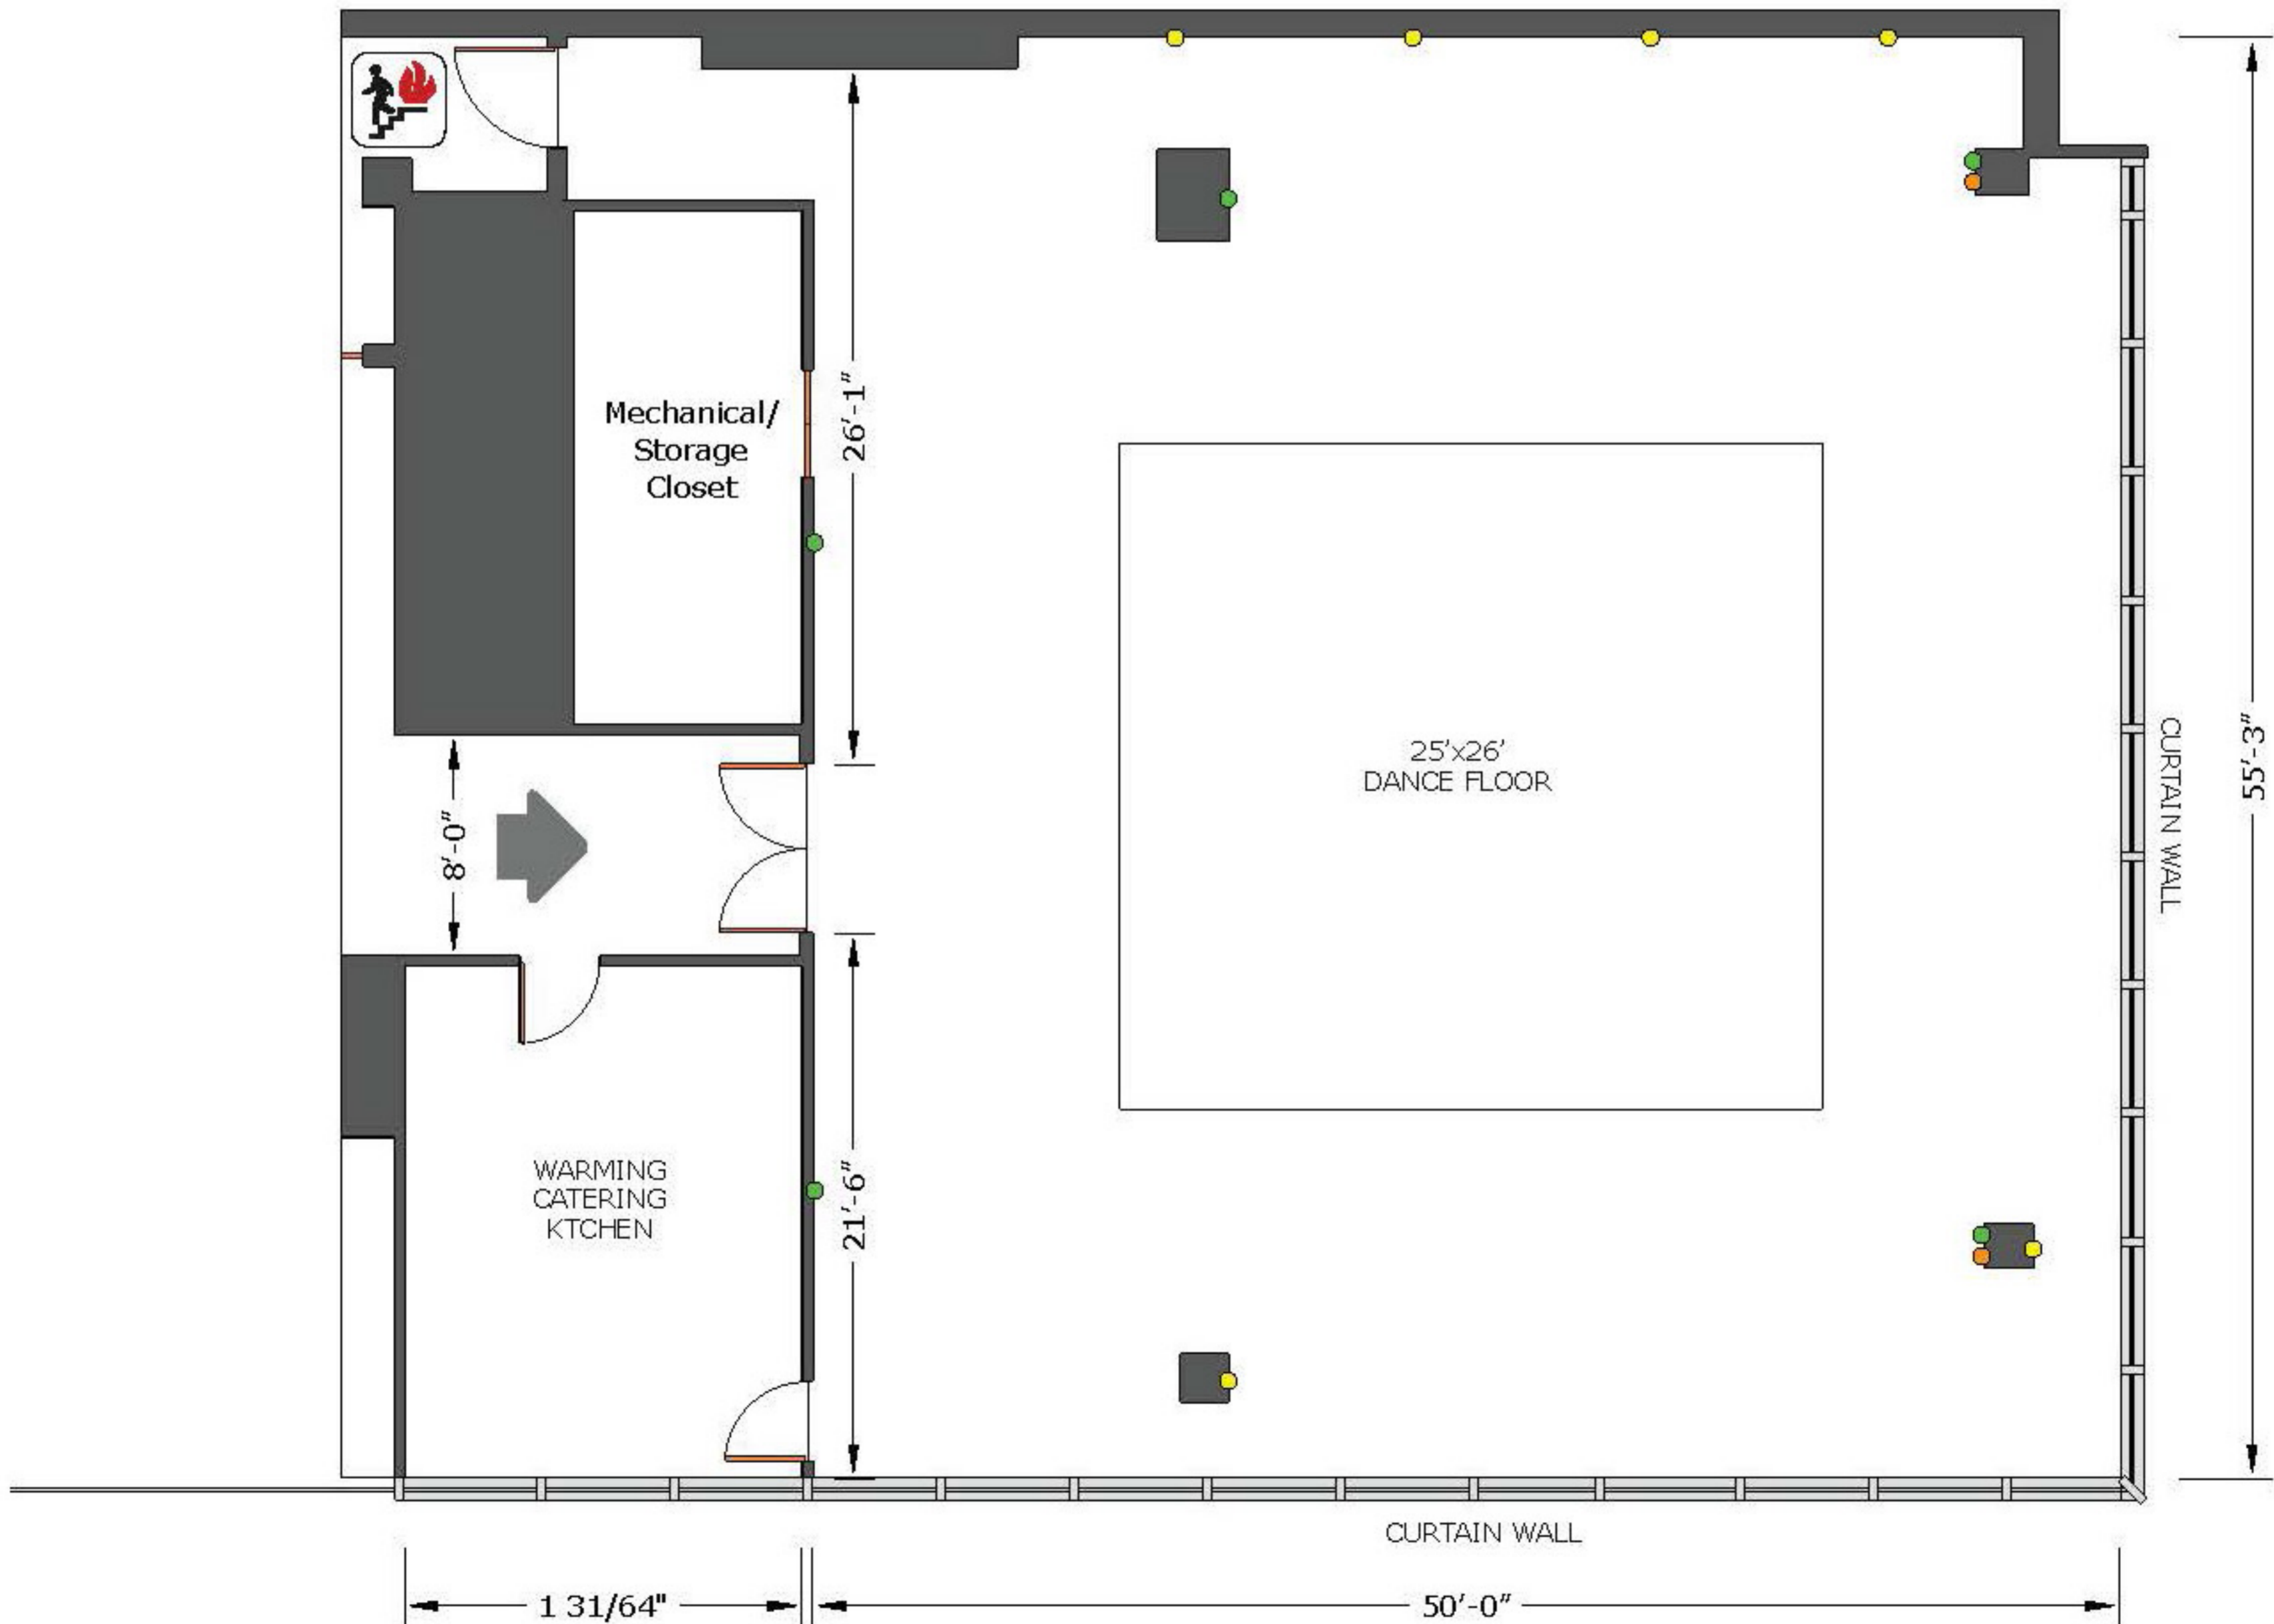 Mechanical/
Storage
Closet
26′-1″
25′x26′
DANCE FLOOR
CURTAIN WALL
55′-3″
8′-0″
WARMING
CATERING
KTCHEN
21′-6″
CURTAIN WALL
1 31/64"
50′-0″